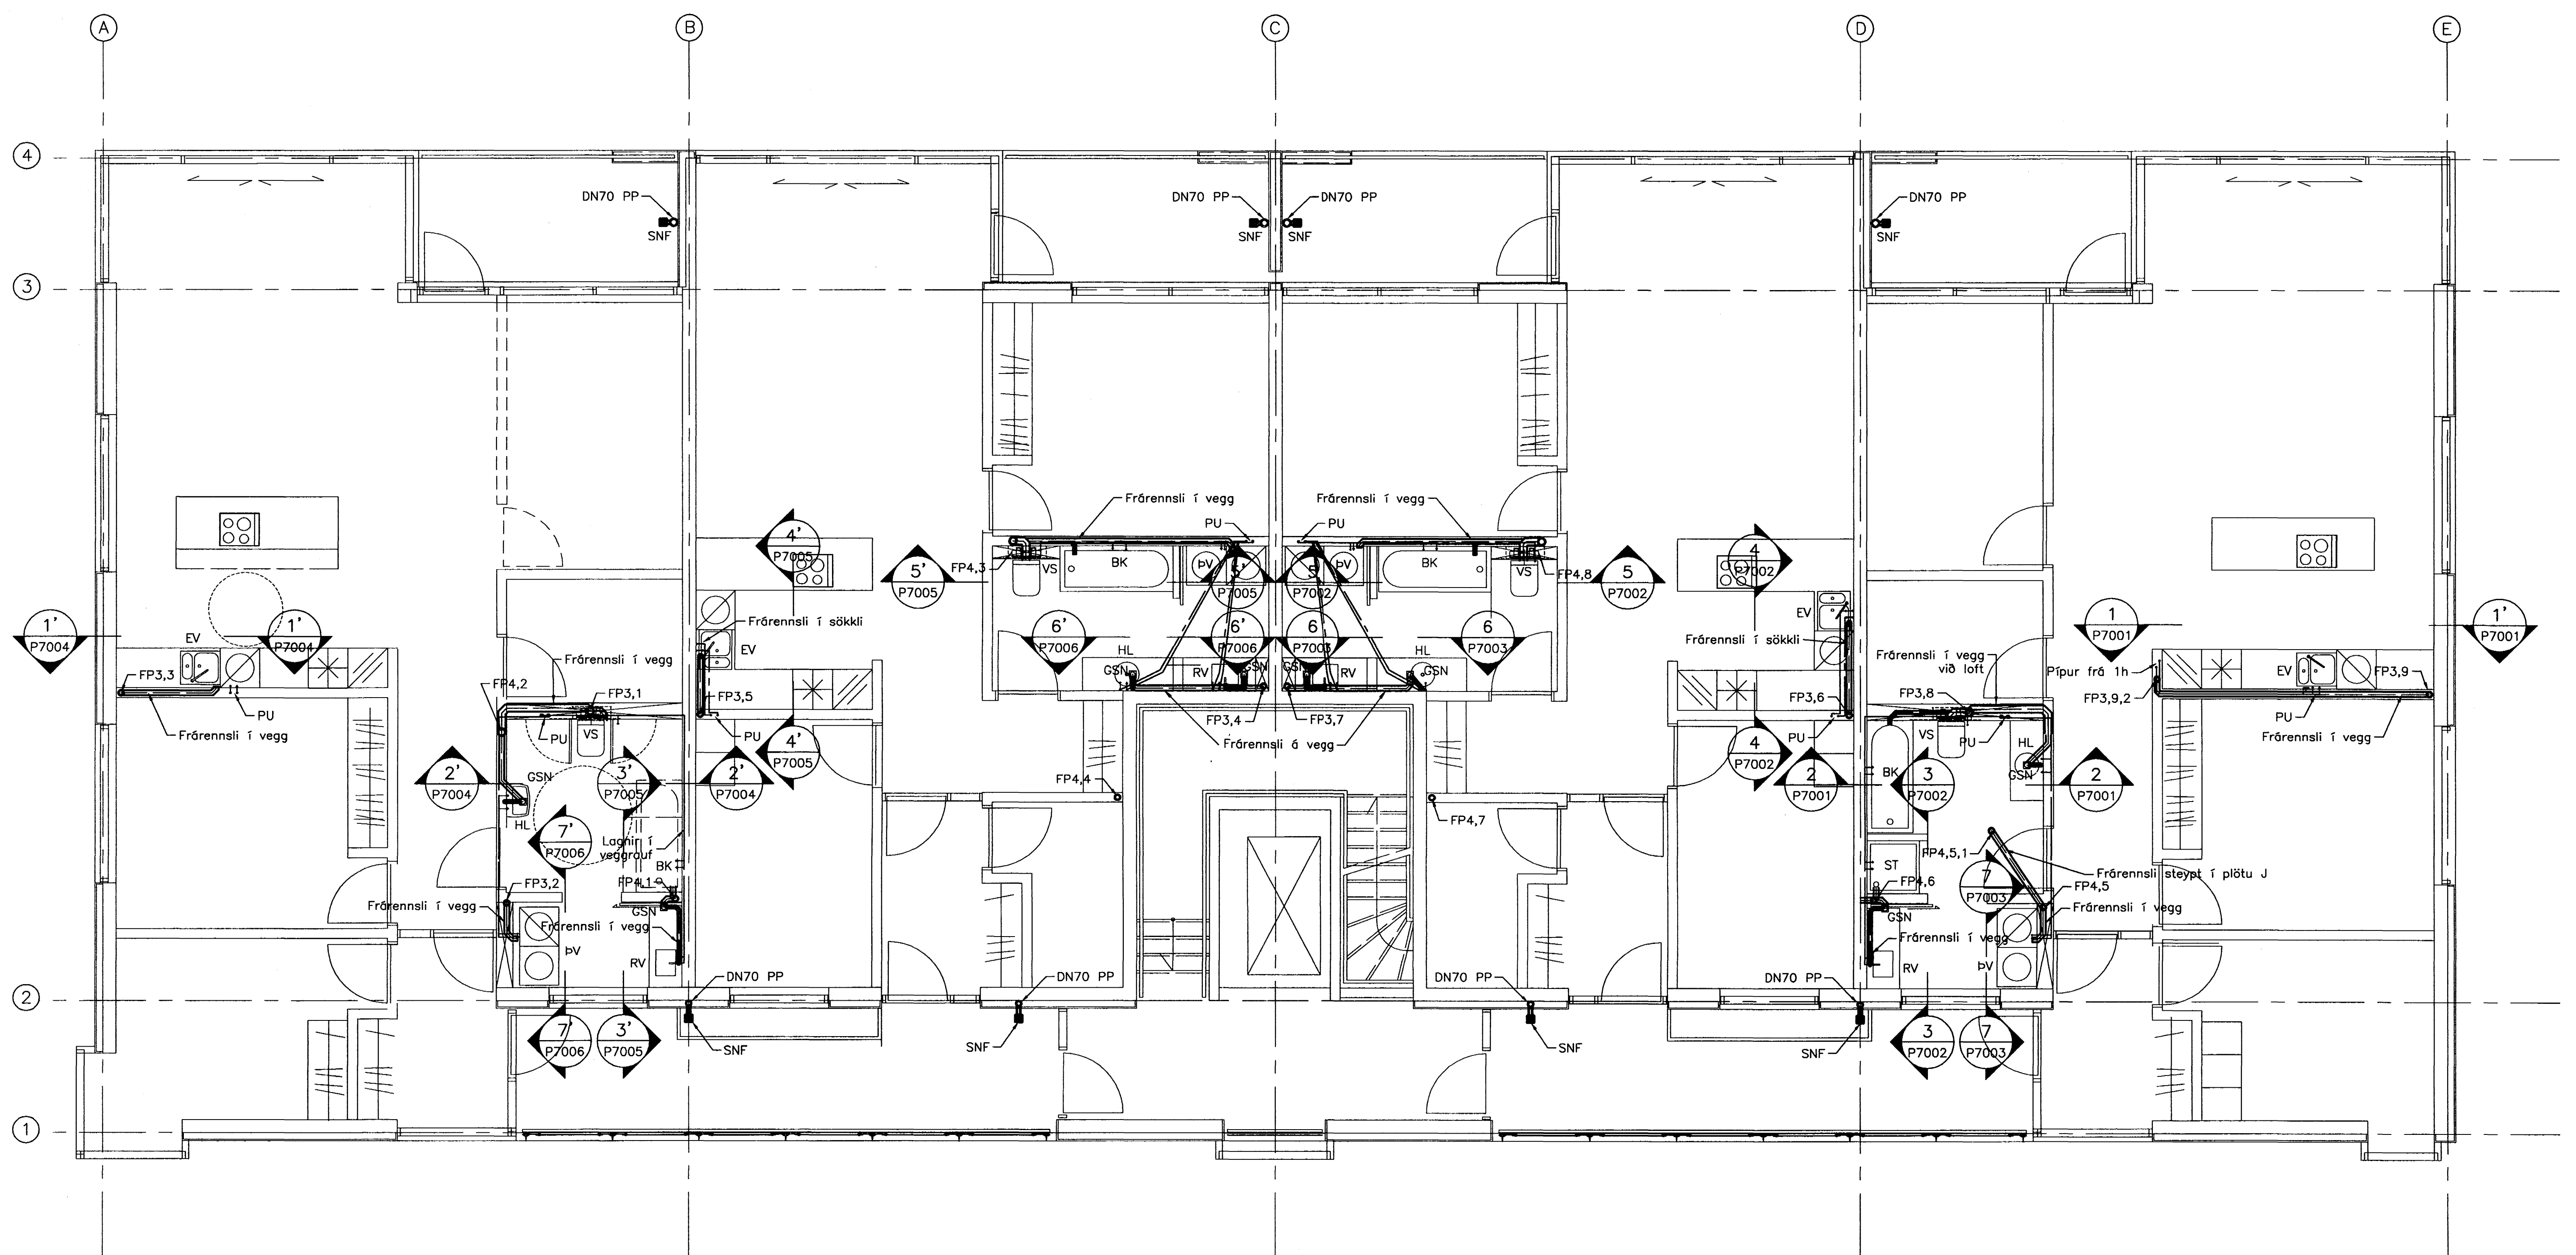 A B C D E
4
DN70 PP DN70 PP DN70 PP DN70 PP
SNF SNF SNF SNF
3
Frárennsli í vegg Frárennsli í vegg
PU PU
4' P7005
4 P7002
5' P7005
FP4,3 VS BK ÞV
5' P7005
5 P7002
ÞV BK VS FP4,8
5 P7002
EV
Frárennsli í sökkli
EV
Frárennsli í sökkli
1' P7004
EV
1' P7004
6' P7006
6' P7006
6 P7003
6 P7003
1 P7001
1' P7001
HL GSN RV GSN
GSN RV HL GSN
Frárennsli í vegg
Frárennsli í vegg
við loft
Pípur frá 1h
EV
FP3,3
FP4,2 FP3,1
FP3,5
FP3,4 FP3,7
FP3,6 FP3,8
FP3,9,2 FP3,9
PU PU VS PU
Frárennsli á vegg
PU VS PU HL PU
Frárennsli í vegg
Frárennsli í vegg
4' P7005
4 P7002
2' P7004
GSN
3' P7005
2' P7004
FP4,4
2 P7001
BK
3 P7002
GSN
2 P7001
HL
FP4,7
7' P7006
Lagnir í
veggrauf
BK
FP4,5,1
ST
Frárennsli steypt í plötu J
FP3,2 FP4,1
FP4,6
7 P7003
FP4,5
Frárennsli í vegg
GSN
GSN
Frárennsli í vegg
Frárennsli í vegg
Frárennsli í vegg
ÞV RV
RV ÞV
DN70 PP DN70 PP DN70 PP DN70 PP
2
7' P7006
3' P7005
SNF SNF SNF SNF
3 P7002
7 P7003
1